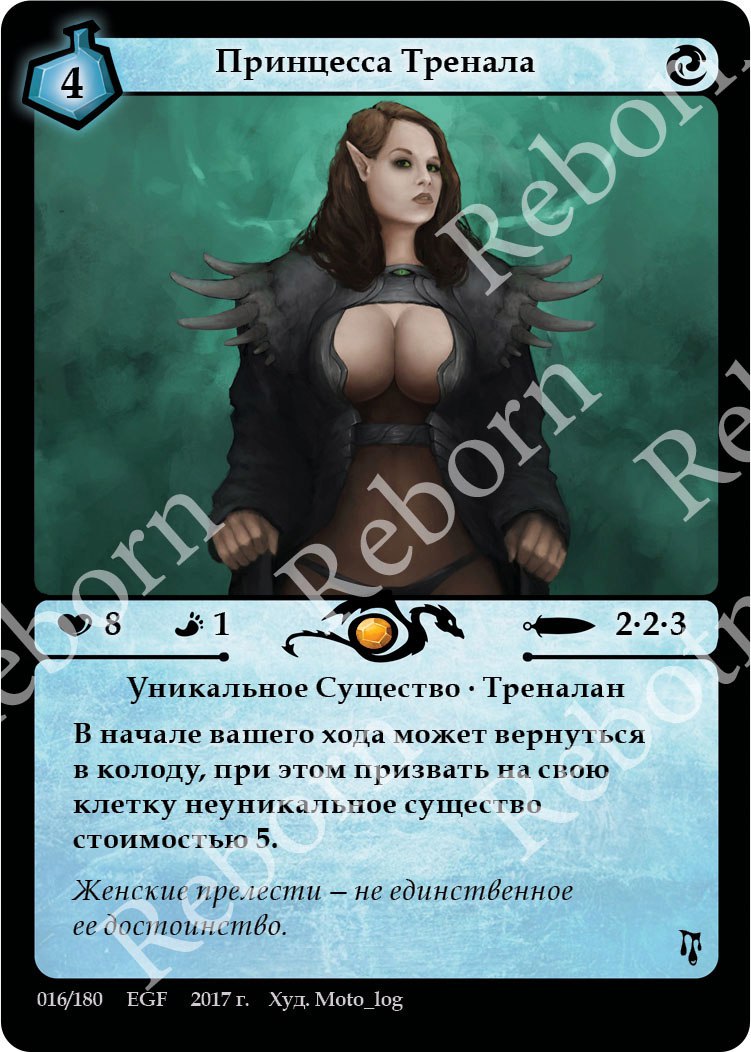 4
Принцесса Тренала
Reborn
Reborn
Reborn
Reborn
Re
8
1
2·2·3
Уникальное Существо · Треналан
В начале вашего хода может вернуться
в колоду, при этом призвать на свою
клетку неуникальное существо
стоимостью 5.
Женские прелести – не единственное
ее достоинство.
016/180 EGF 2017 г. Худ. Moto_log